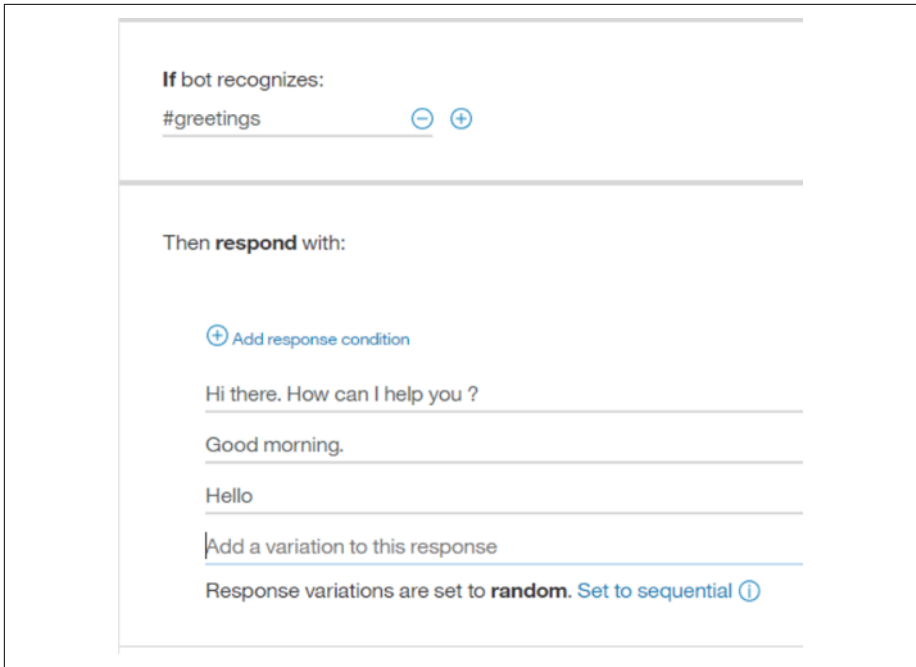 If bot recognizes:
#greetings
Then respond with:
Add response condition
Hi there. How can I help you ?
Good morning.
Hello
Add a variation to this response
Response variations are set to random. Set to sequential